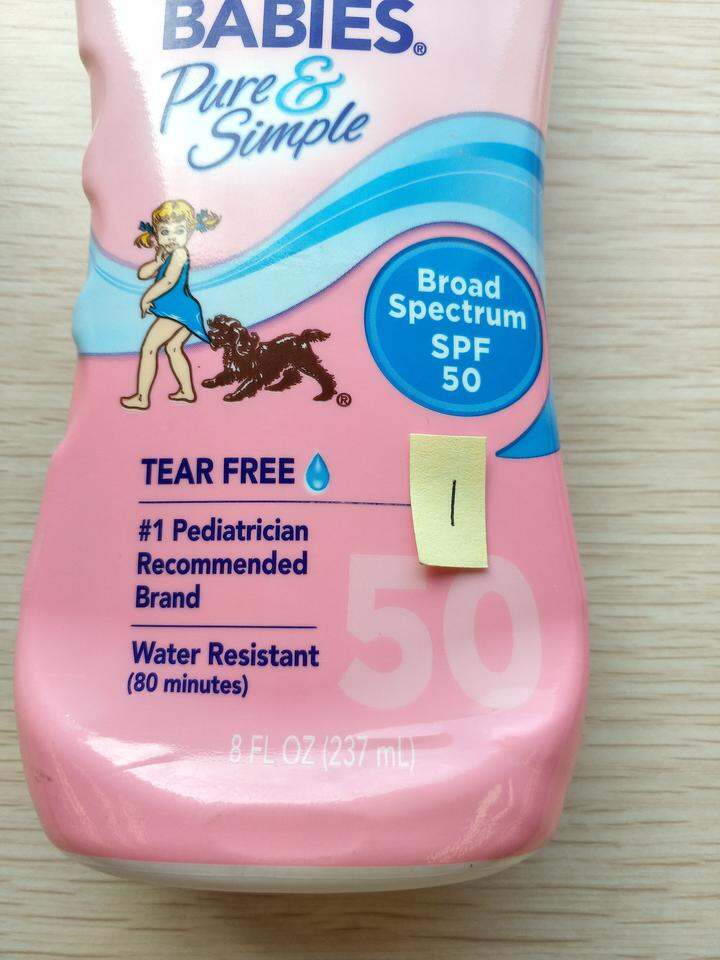 BABIES®
Pure &
Simple
Broad
Spectrum
SPF
50
®
TEAR FREE
1
#1 Pediatrician
Recommended
Brand
50
Water Resistant
(80 minutes)
8 FL OZ (237 mL)